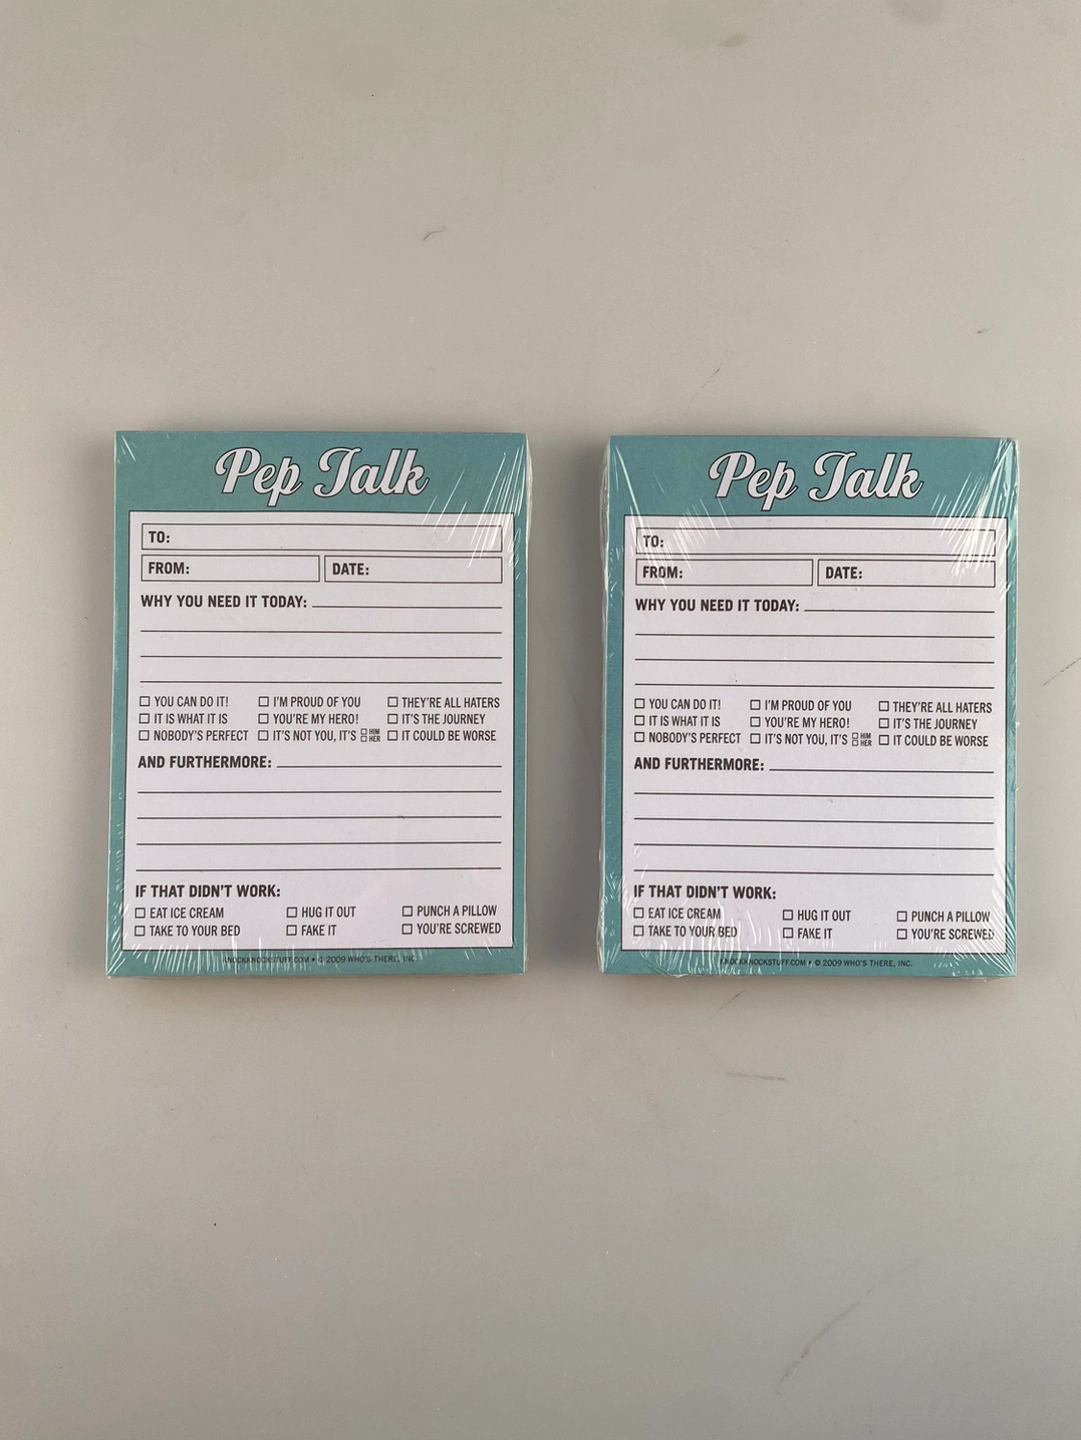 Pep Talk
TO:
FROM: DATE:
WHY YOU NEED IT TODAY:
YOU CAN DO IT! I'M PROUD OF YOU THEY'RE ALL HATERS
IT IS WHAT IT IS YOU'RE MY HERO! IT'S THE JOURNEY
NOBODY'S PERFECT IT'S NOT YOU, IT'S HIM HER IT COULD BE WORSE
AND FURTHERMORE:
IF THAT DIDN'T WORK:
EAT ICE CREAM HUG IT OUT PUNCH A PILLOW
TAKE TO YOUR BED FAKE IT YOU'RE SCREWED
KNOCKKNOCKSTUFF.COM • © 2009 WHO'S THERE, INC.
Pep Talk
TO:
FROM: DATE:
WHY YOU NEED IT TODAY:
YOU CAN DO IT! I'M PROUD OF YOU THEY'RE ALL HATERS
IT IS WHAT IT IS YOU'RE MY HERO! IT'S THE JOURNEY
NOBODY'S PERFECT IT'S NOT YOU, IT'S HIM HER IT COULD BE WORSE
AND FURTHERMORE:
IF THAT DIDN'T WORK:
EAT ICE CREAM HUG IT OUT PUNCH A PILLOW
TAKE TO YOUR BED FAKE IT YOU'RE SCREWED
KNOCKKNOCKSTUFF.COM • © 2009 WHO'S THERE, INC.